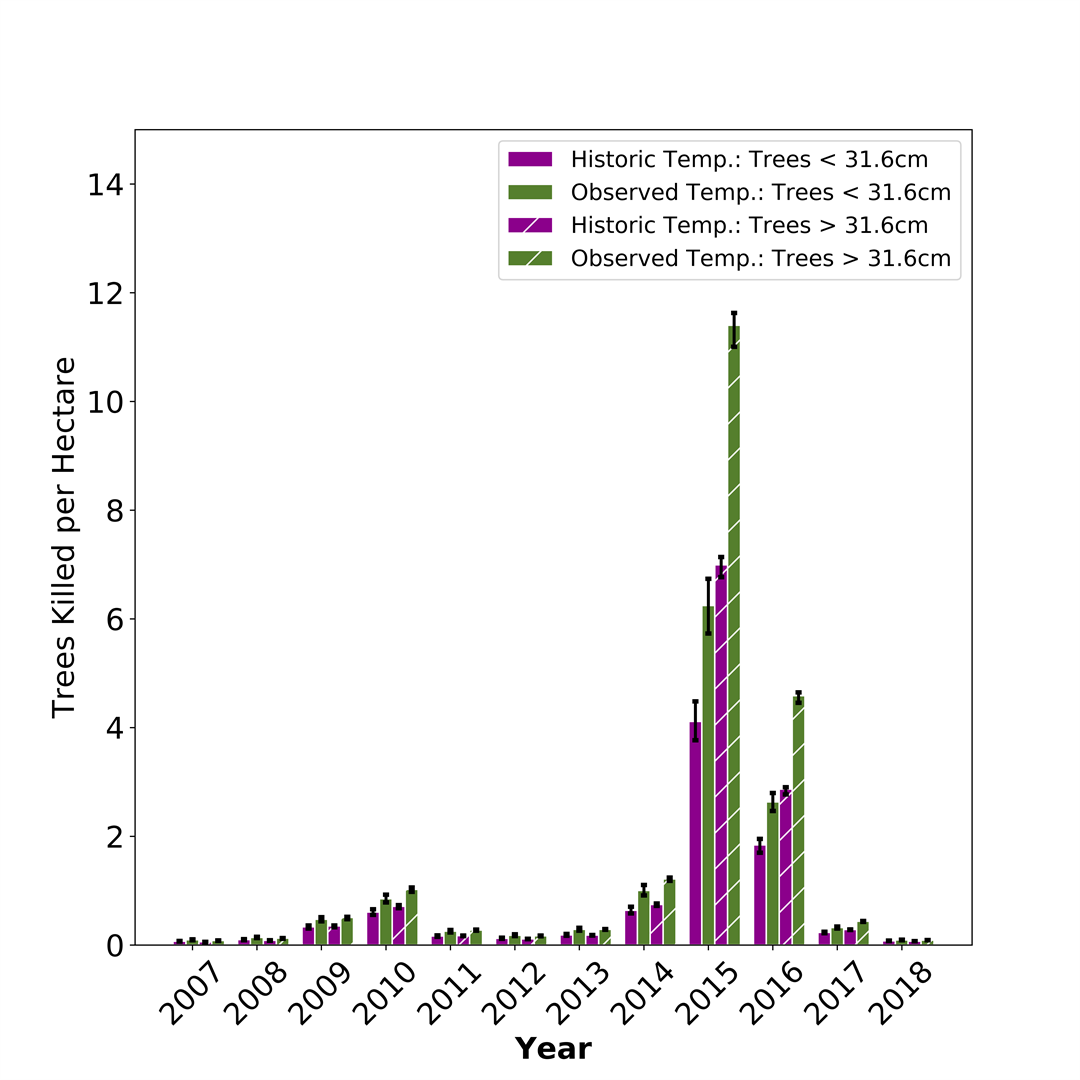 Historic Temp.: Trees < 31.6cm
Observed Temp.: Trees < 31.6cm
Historic Temp.: Trees > 31.6cm
Observed Temp.: Trees > 31.6cm
Trees Killed per Hectare
14
12
10
8
6
4
2
0
2007 2008 2009 2010 2011 2012 2013 2014 2015 2016 2017 2018
Year